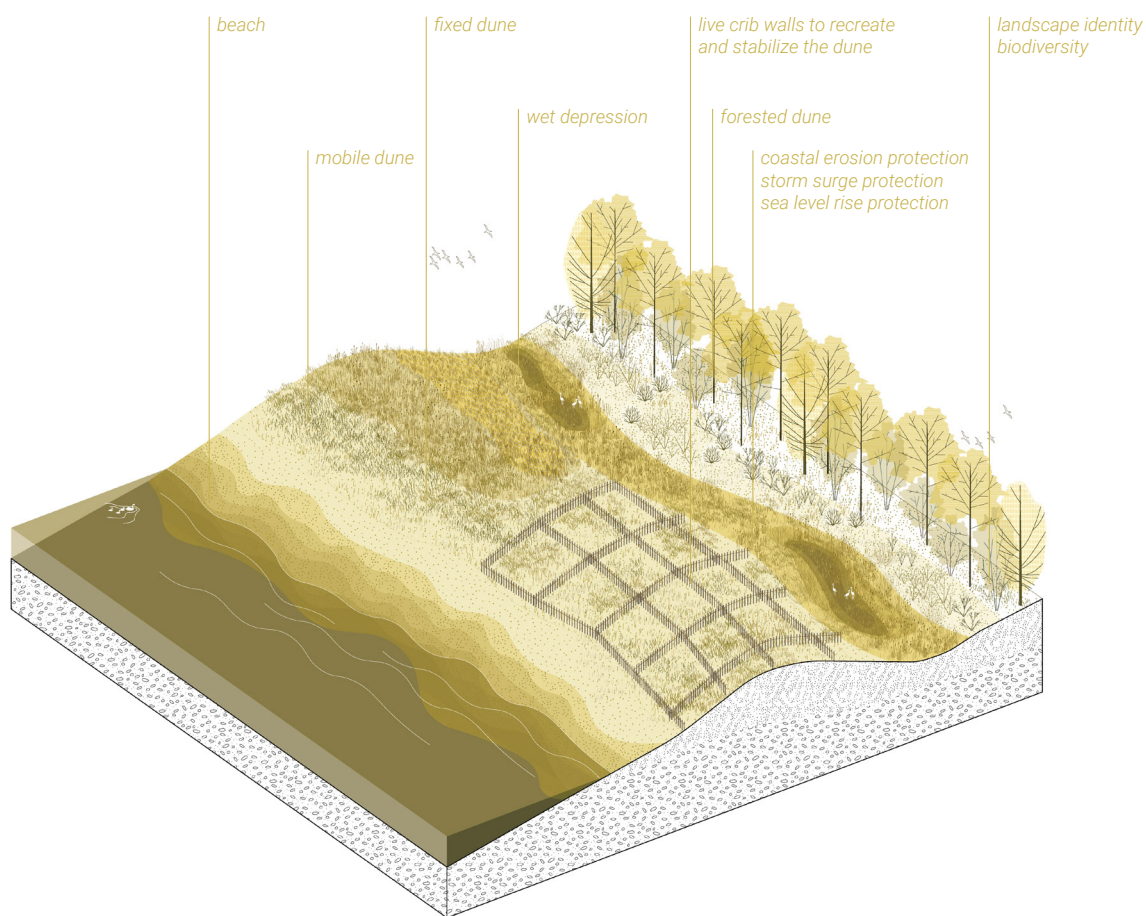 beach
fixed dune
live crib walls to recreate
and stabilize the dune
landscape identity
biodiversity
wet depression
forested dune
mobile dune
coastal erosion protection
storm surge protection
sea level rise protection